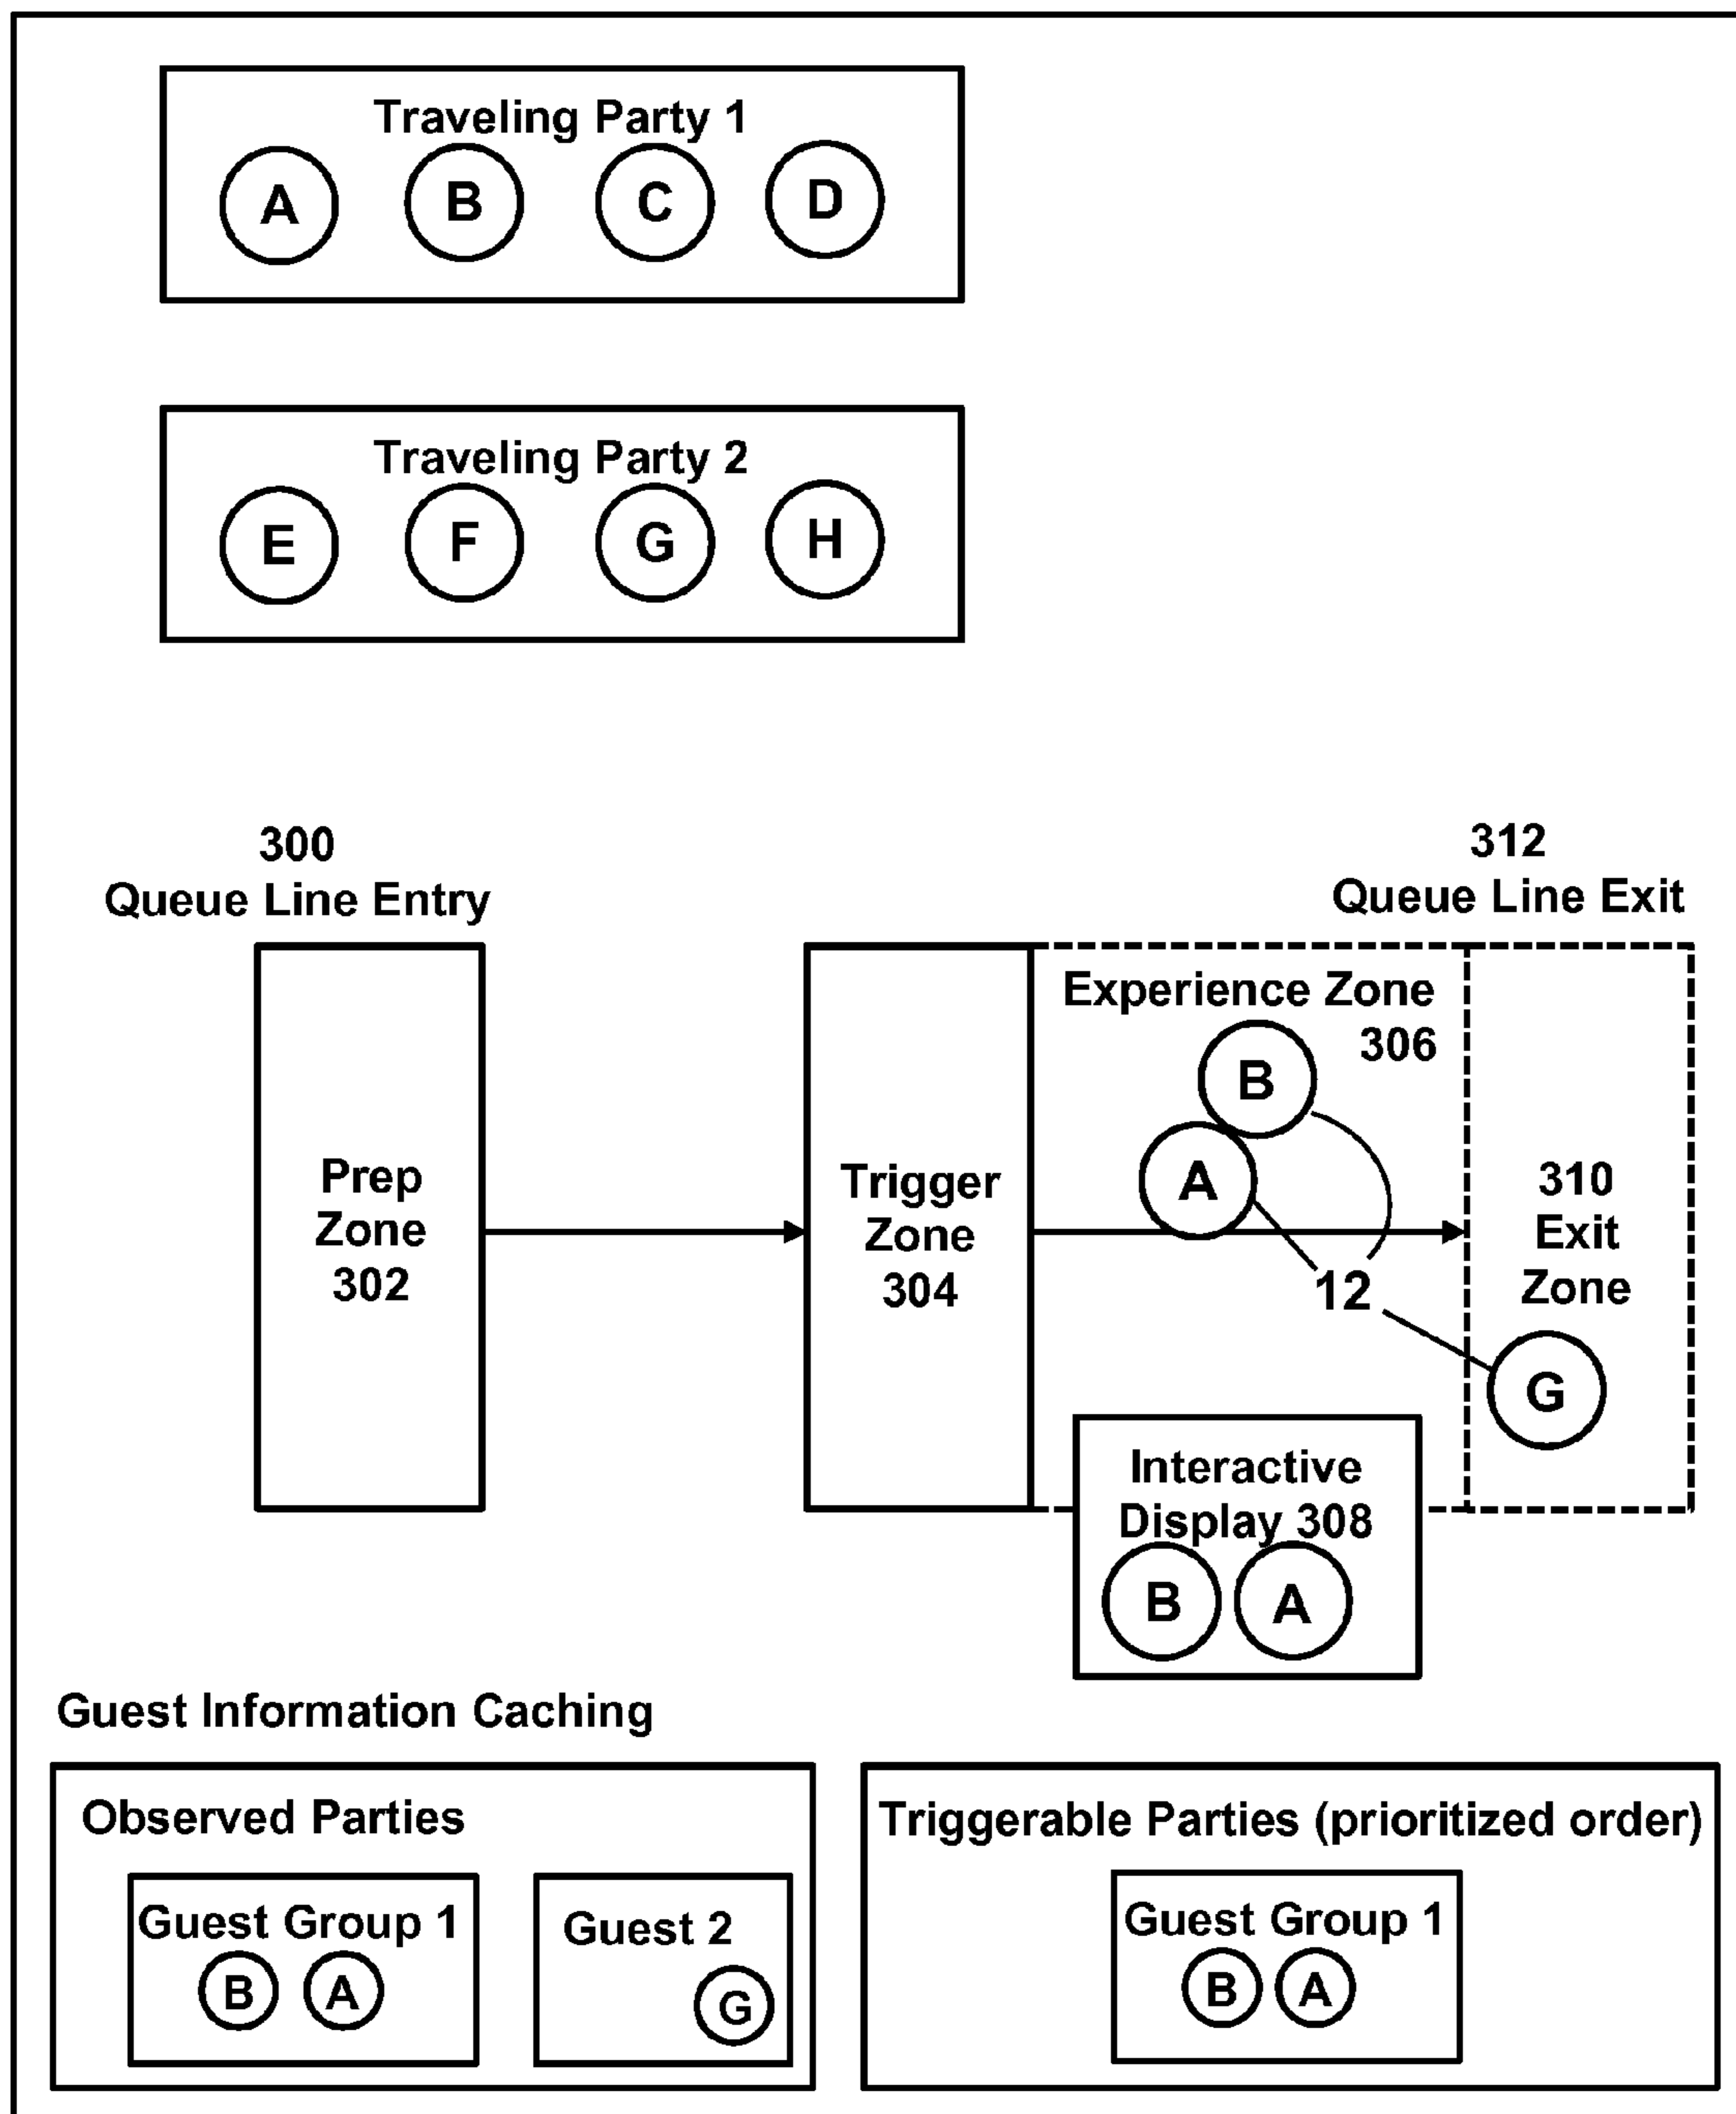 Traveling Party 1
A B C D
Traveling Party 2
E F G H
300
Queue Line Entry
312
Queue Line Exit
Prep
Zone
302
Trigger
Zone
304
Experience Zone
306
B
A
12
310
Exit
Zone
G
Interactive
Display 308
B A
Guest Information Caching
Observed Parties
Guest Group 1
B A
Guest 2
G
Triggerable Parties (prioritized order)
Guest Group 1
B A